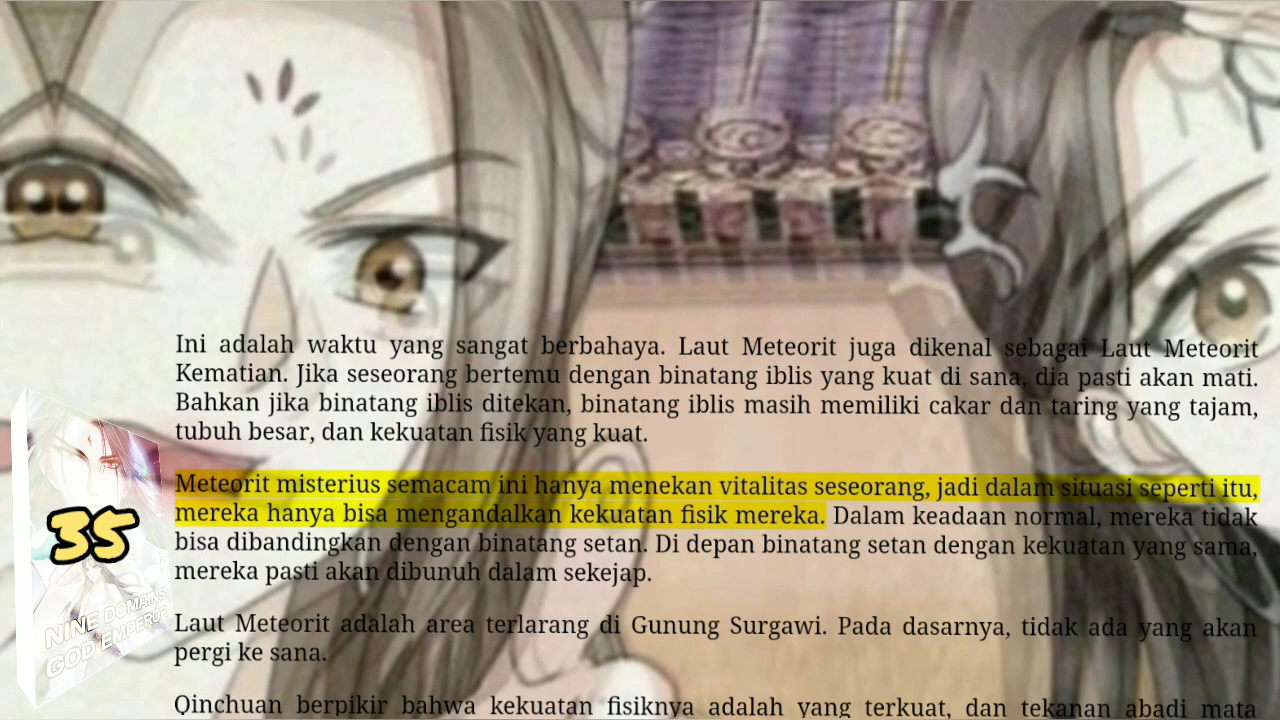 Ini adalah waktu yang sangat berbahaya. Laut Meteorit juga dikenal sebagai Laut Meteorit
Kematian. Jika seseorang bertemu dengan binatang iblis yang kuat di sana, dia pasti akan mati.
Bahkan jika binatang iblis ditekan, binatang iblis masih memiliki cakar dan taring yang tajam,
tubuh besar, dan kekuatan fisik yang kuat.
Meteorit misterius semacam ini hanya menekan vitalitas seseorang, jadi dalam situasi seperti itu,
mereka hanya bisa mengandalkan kekuatan fisik mereka. Dalam keadaan normal, mereka tidak
bisa dibandingkan dengan binatang setan. Di depan binatang setan dengan kekuatan yang sama,
mereka pasti akan dibunuh dalam sekejap.
Laut Meteorit adalah area terlarang di Gunung Surgawi. Pada dasarnya, tidak ada yang akan
pergi ke sana.
Qinchuan berpikir bahwa kekuatan fisiknya adalah yang terkuat, dan tekanan abadi mata
35
NINE DOMAINS
GOD EMPEROR